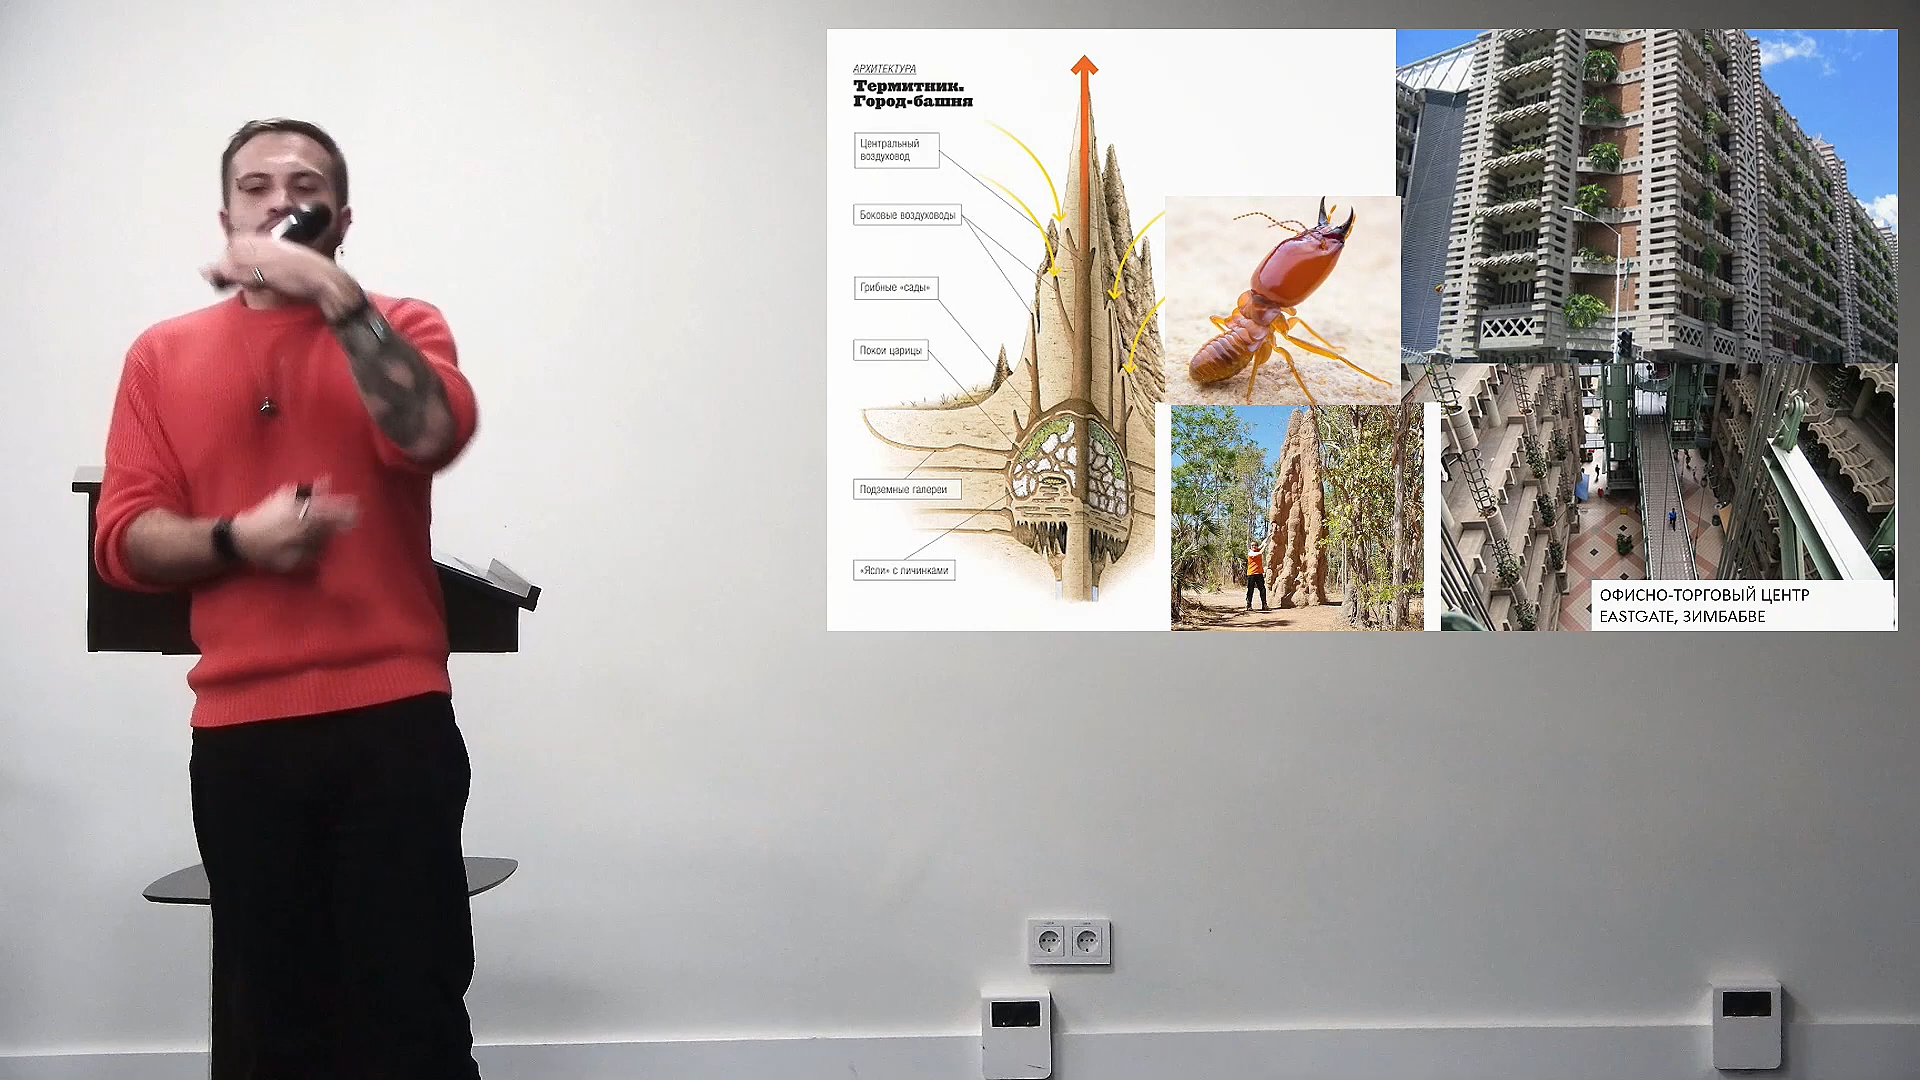 АРХИТЕКТУРА
Термитник.
Город-башня
Центральный
воздуховод
Боковые воздуховоды
Грибные «сады»
Покои царицы
Подземные галереи
«Ясли» с личинками
ОФИСНО-ТОРГОВЫЙ ЦЕНТР
EASTGATE, ЗИМБАБВЕ